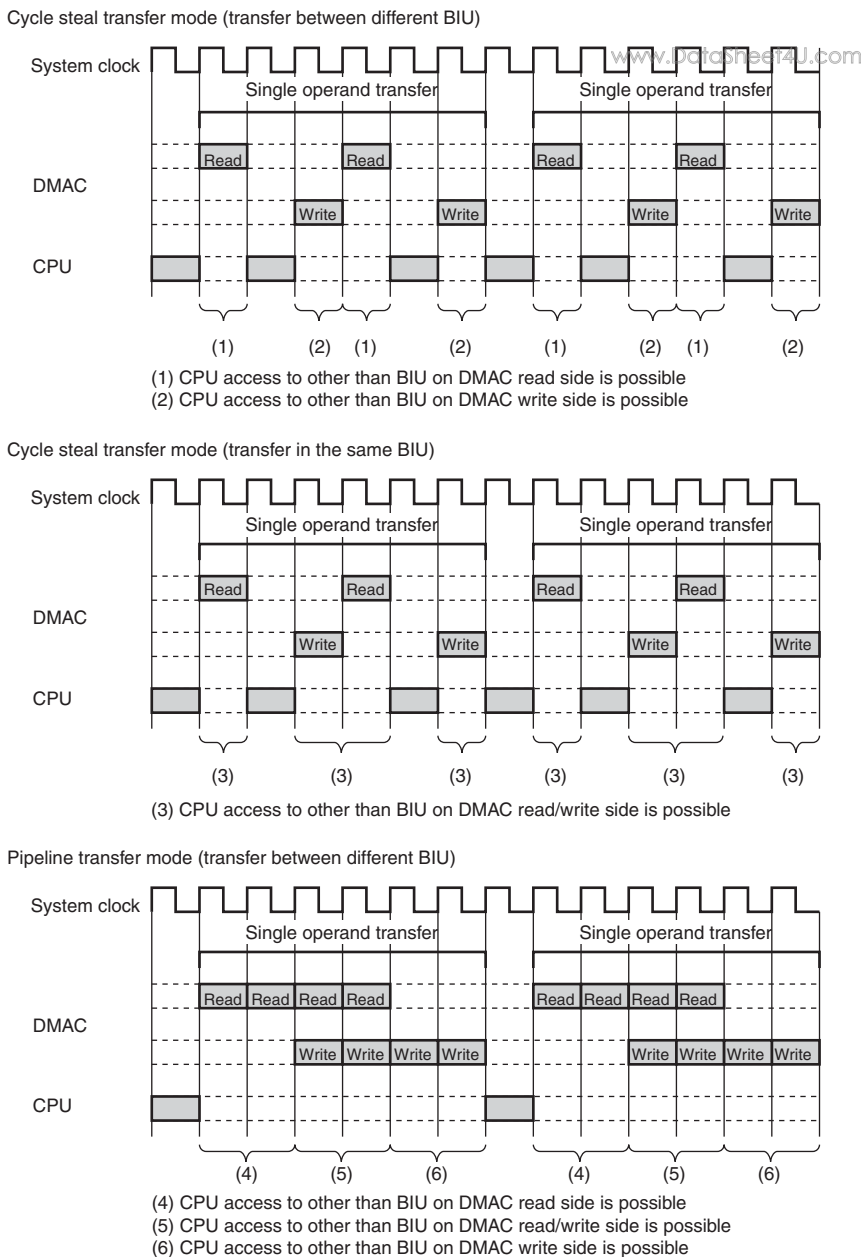 Cycle steal transfer mode (transfer between different BIU)
www.DataSheet4U.com
System clock
Single operand transfer Single operand transfer
Read Read Read Read
DMAC
Write Write Write Write
CPU
(1) (2) (1) (2) (1) (2) (1) (2)
(1) CPU access to other than BIU on DMAC read side is possible
(2) CPU access to other than BIU on DMAC write side is possible
Cycle steal transfer mode (transfer in the same BIU)
System clock
Single operand transfer Single operand transfer
Read Read Read Read
DMAC
Write Write Write Write
CPU
(3) (3) (3) (3) (3) (3)
(3) CPU access to other than BIU on DMAC read/write side is possible
Pipeline transfer mode (transfer between different BIU)
System clock
Single operand transfer Single operand transfer
Read Read Read Read Read Read Read Read
DMAC
Write Write Write Write Write Write Write Write
CPU
(4) (5) (6) (4) (5) (6)
(4) CPU access to other than BIU on DMAC read side is possible
(5) CPU access to other than BIU on DMAC read/write side is possible
(6) CPU access to other than BIU on DMAC write side is possible